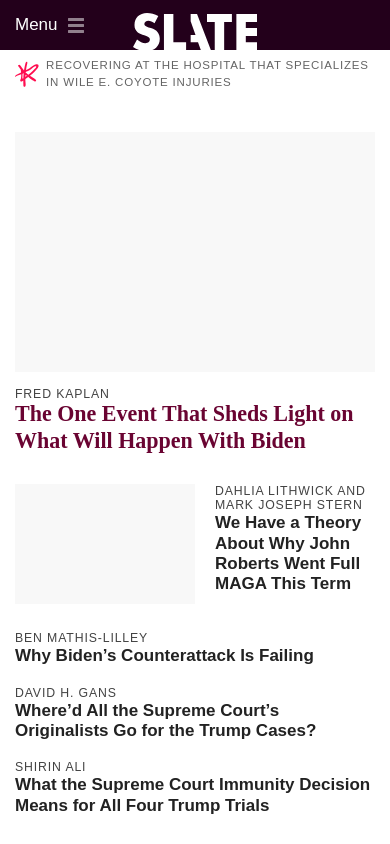 Menu
SLATE
RECOVERING AT THE HOSPITAL THAT SPECIALIZES
IN WILE E. COYOTE INJURIES
FRED KAPLAN
The One Event That Sheds Light on
What Will Happen With Biden
DAHLIA LITHWICK AND
MARK JOSEPH STERN
We Have a Theory
About Why John
Roberts Went Full
MAGA This Term
BEN MATHIS-LILLEY
Why Biden’s Counterattack Is Failing
DAVID H. GANS
Where’d All the Supreme Court’s
Originalists Go for the Trump Cases?
SHIRIN ALI
What the Supreme Court Immunity Decision
Means for All Four Trump Trials